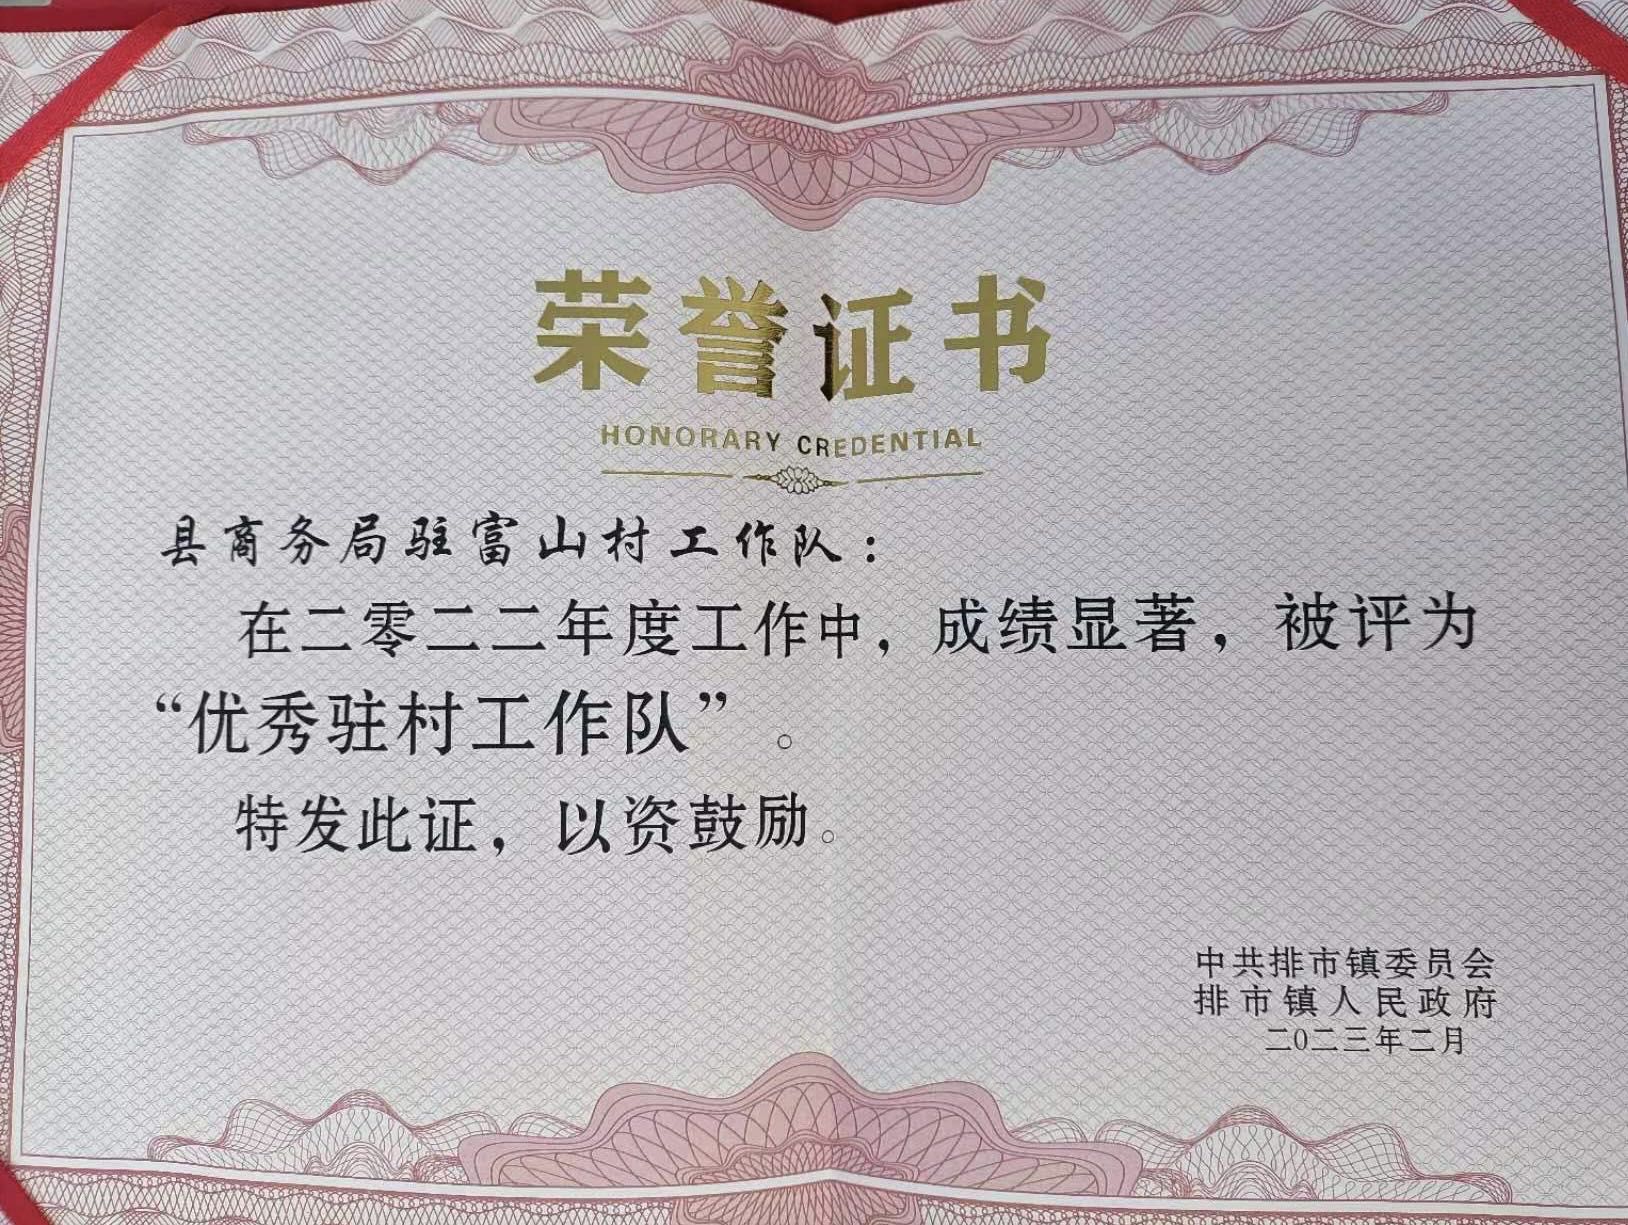 荣誉证书
HONORARY CREDENTIAL
县商务局驻富山村工作队：
在二零二二年度工作中，成绩显著，被评为
“优秀驻村工作队”。
特发此证，以资鼓励。
中共排市镇委员会
排市镇人民政府
二〇二三年二月